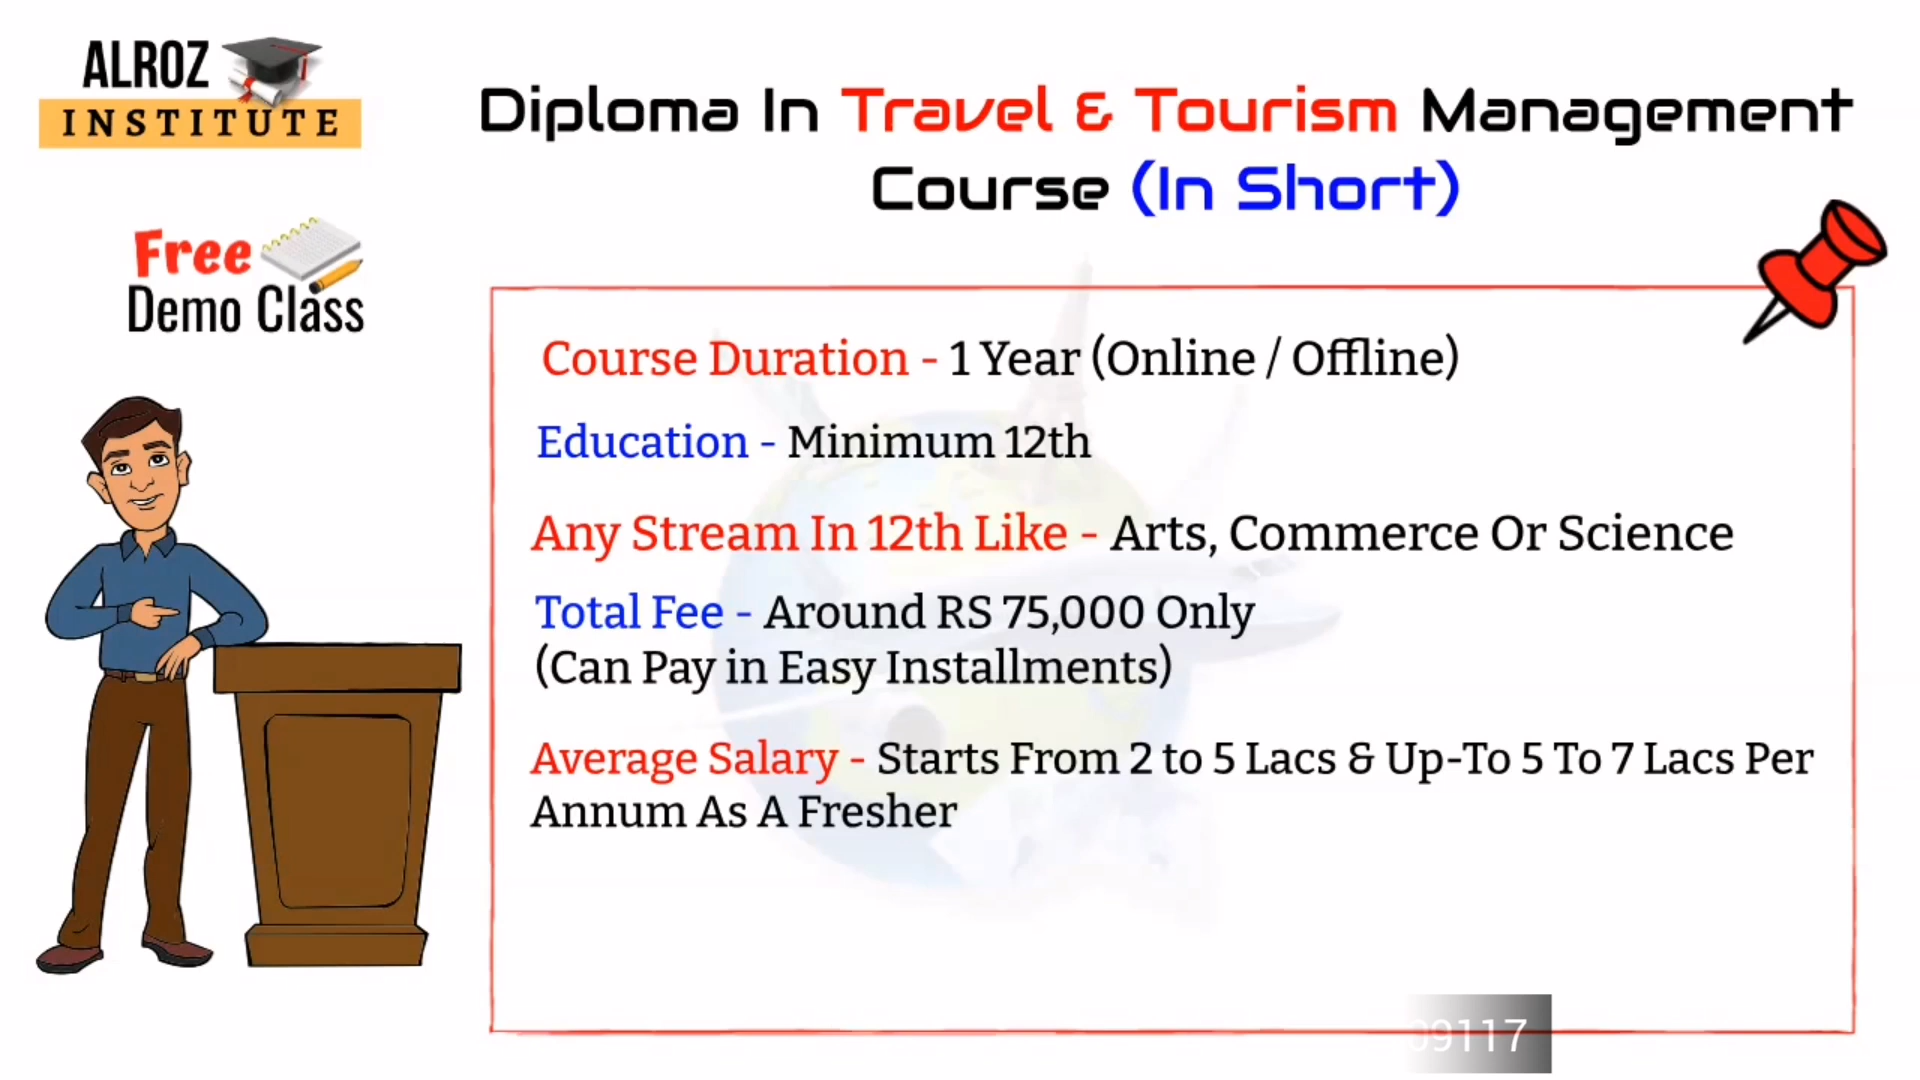 ALROZ
INSTITUTE
Diploma In Travel & Tourism Management
Course (In Short)
Free
Demo Class
Course Duration - 1 Year (Online / Offline)
Education - Minimum 12th
Any Stream In 12th Like - Arts, Commerce Or Science
Total Fee - Around RS 75,000 Only
(Can Pay in Easy Installments)
Average Salary - Starts From 2 to 5 Lacs & Up-To 5 To 7 Lacs Per
Annum As A Fresher
09117